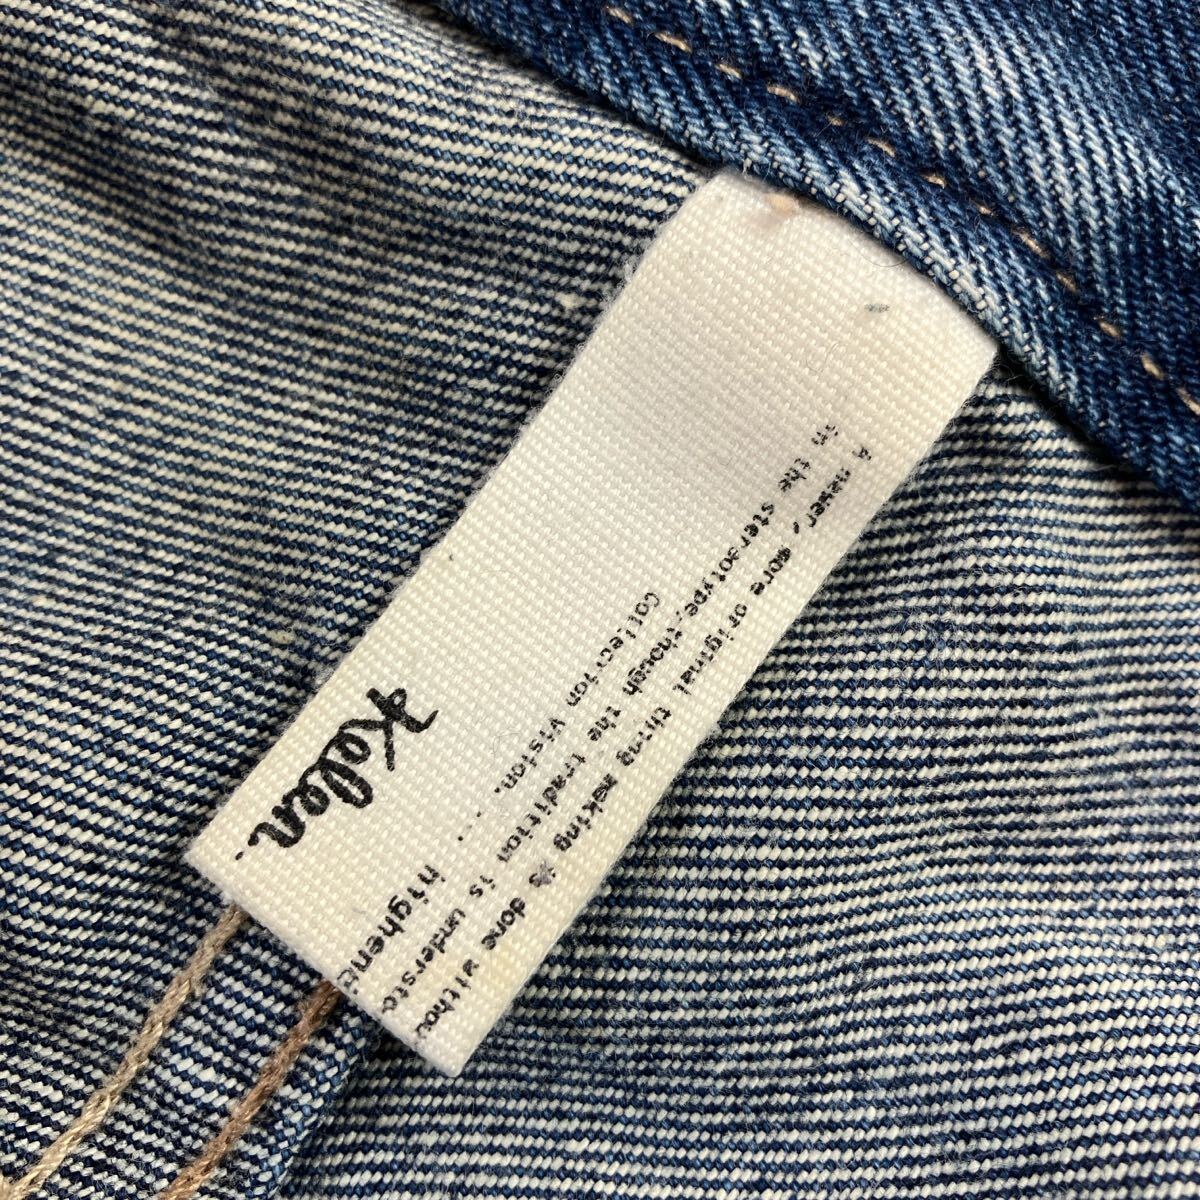 A newer, more original thing making is done withou
in the stereotype, though the tradition is understo
Collection Vision. ... highend
Kelen.